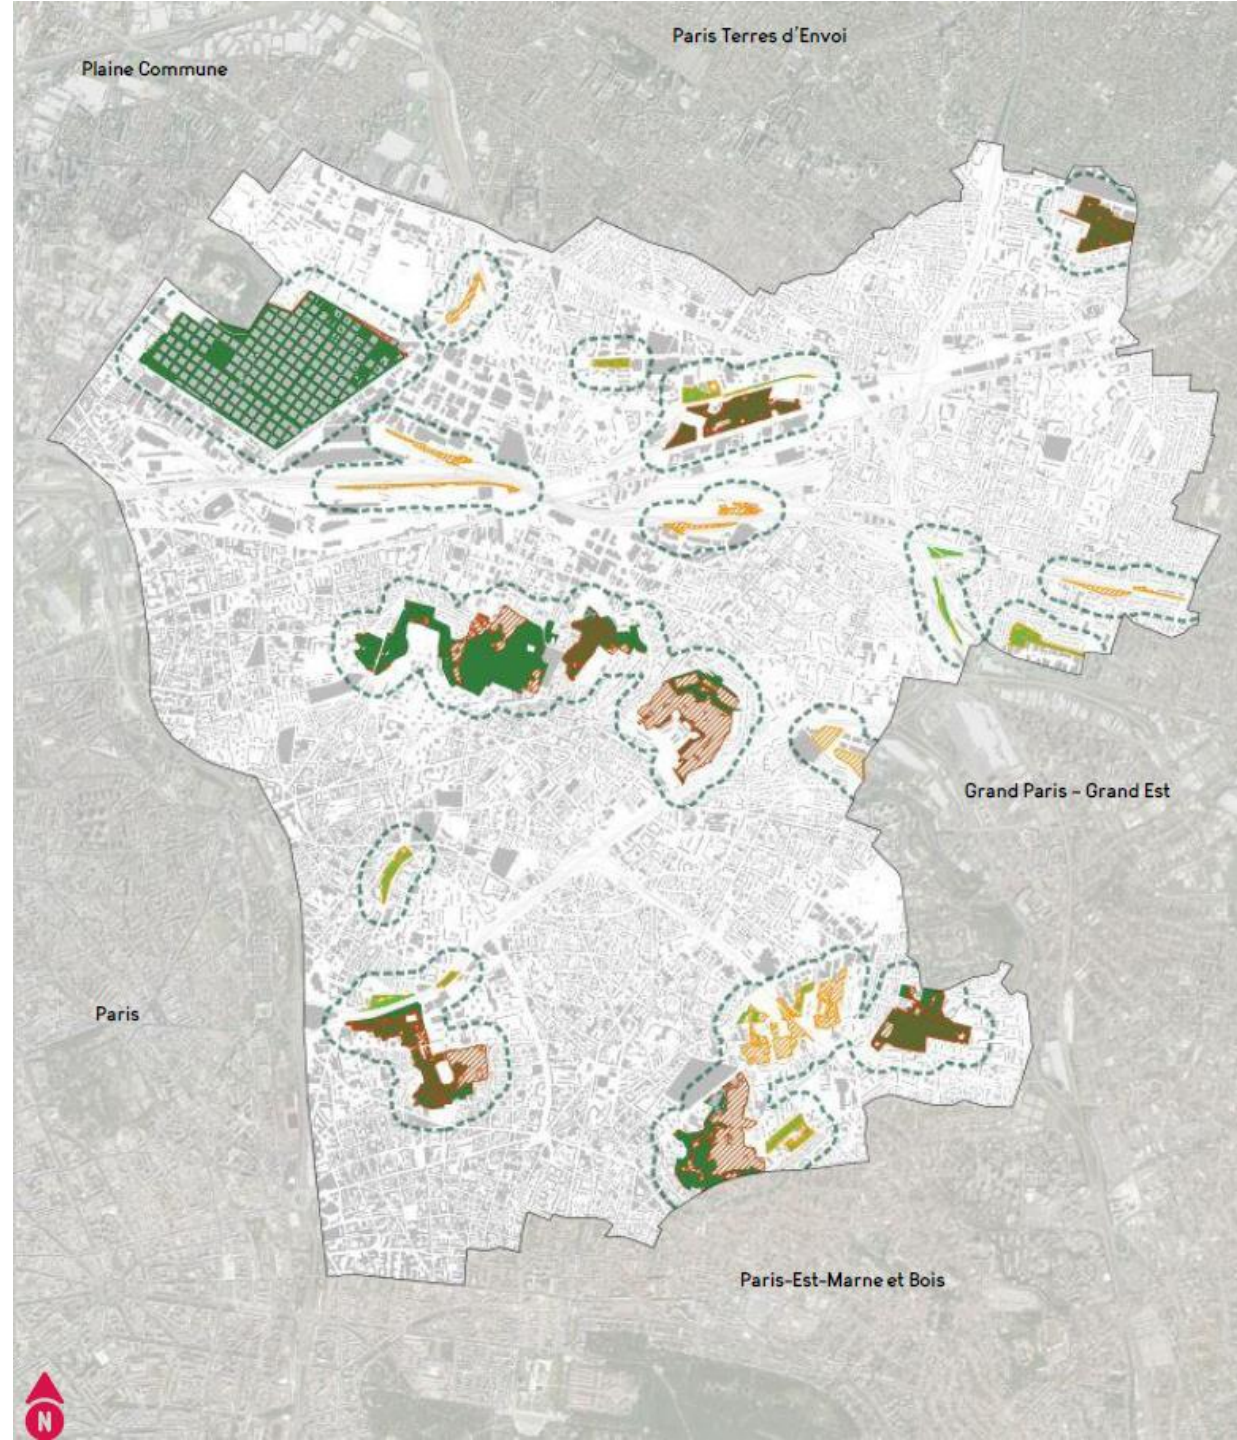 Paris Terres d'Envoi
Plaine Commune
Grand Paris - Grand Est
Paris
Paris-Est-Marne et Bois
N